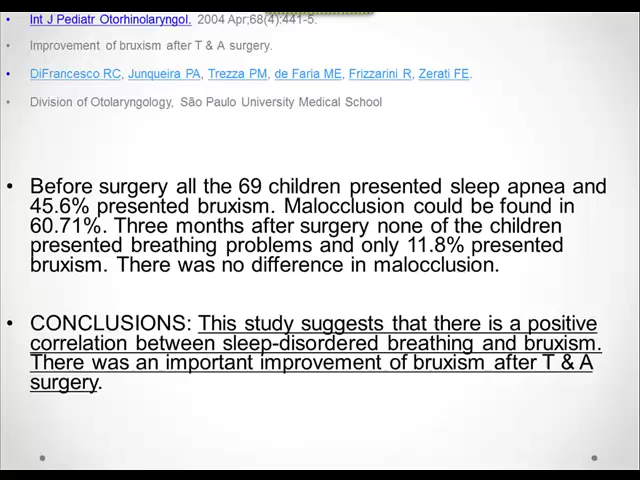 • Int J Pediatr Otorhinolaryngol. 2004 Apr;68(4):441-5.
• Improvement of bruxism after T & A surgery.
• DiFrancesco RC, Junqueira PA, Trezza PM, de Faria ME, Frizzarini R, Zerati FE.
• Division of Otolaryngology, São Paulo University Medical School
• Before surgery all the 69 children presented sleep apnea and
45.6% presented bruxism. Malocclusion could be found in
60.71%. Three months after surgery none of the children
presented breathing problems and only 11.8% presented
bruxism. There was no difference in malocclusion.
• CONCLUSIONS: This study suggests that there is a positive
correlation between sleep-disordered breathing and bruxism.
There was an important improvement of bruxism after T & A
surgery.